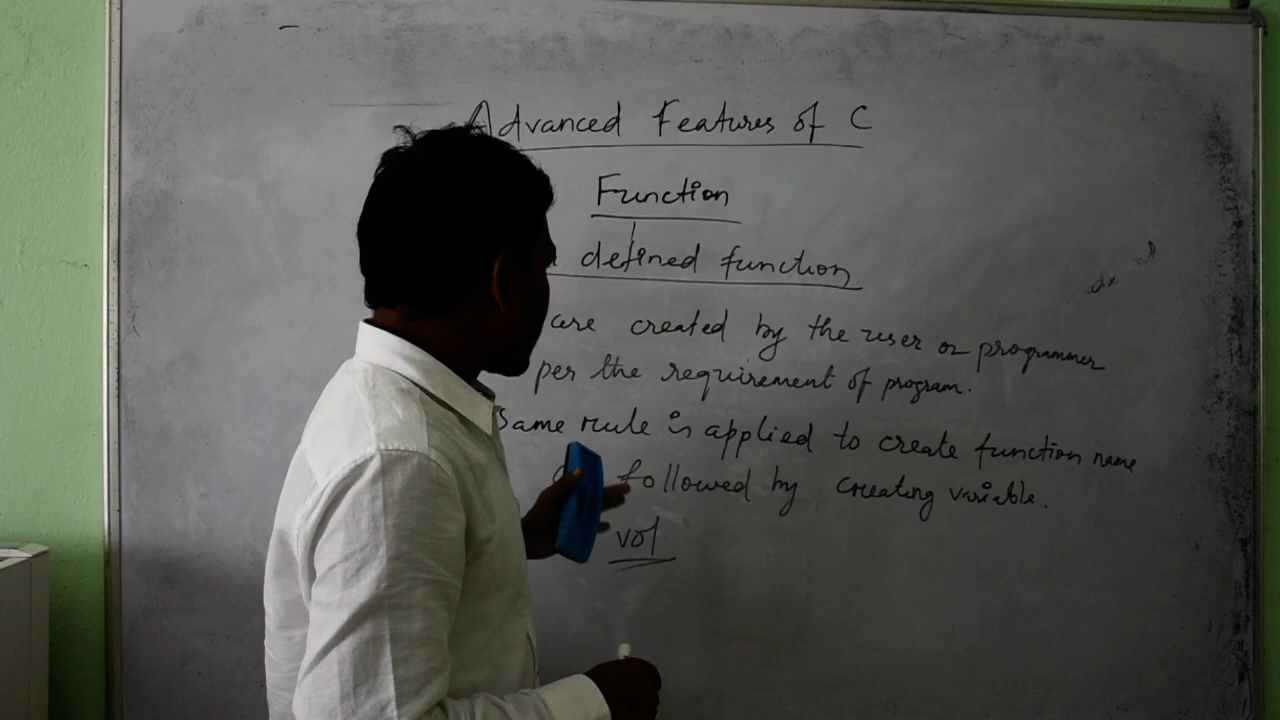 Advanced Features of C
Function
defined function
are created by the user or programmer
per the requirement of program.
Same rule is applied to create function name
followed by creating variable.
vol